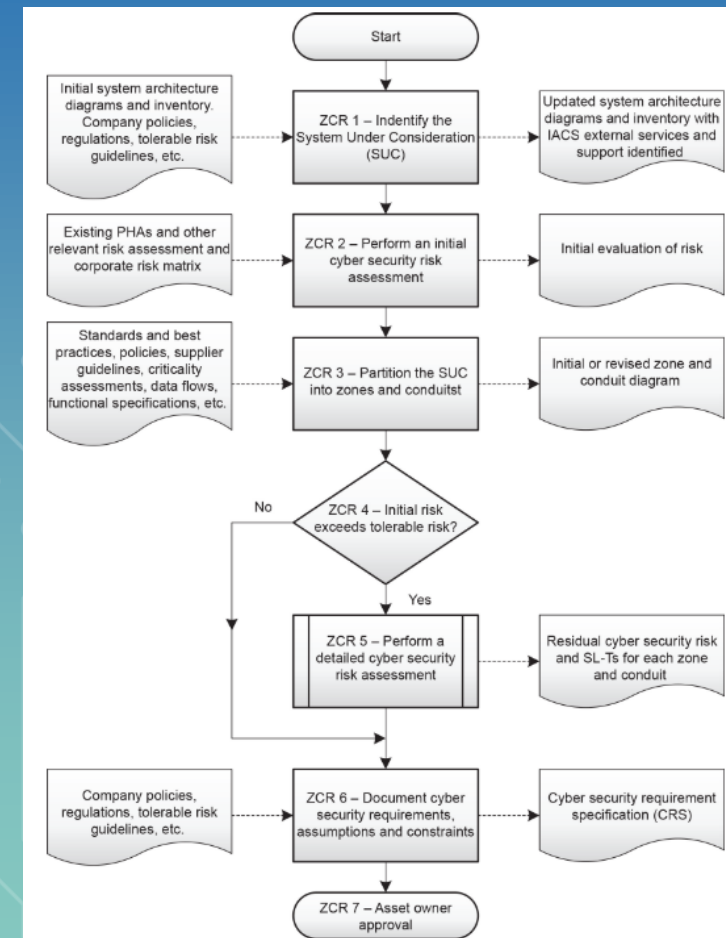 Start
Initial system architecture
diagrams and inventory.
Company policies,
regulations, tolerable risk
guidelines, etc.
ZCR 1 – Indentify the
System Under Consideration
(SUC)
Updated system architecture
diagrams and inventory with
IACS external services and
support identified
Existing PHAs and other
relevant risk assessment and
corporate risk matrix
ZCR 2 – Perform an initial
cyber security risk
assessment
Initial evaluation of risk
Standards and best
practices, policies, supplier
guidelines, criticality
assessments, data flows,
functional specifications, etc.
ZCR 3 – Partition the SUC
into zones and conduitst
Initial or revised zone and
conduit diagram
ZCR 4 – Initial risk
exceeds tolerable risk?
No
Yes
ZCR 5 – Perform a
detailed cyber security
risk assessment
Residual cyber security risk
and SL-Ts for each zone
and conduit
Company policies,
regulations, tolerable risk
guidelines, etc.
ZCR 6 – Document cyber
security requirements,
assumptions and constraints
Cyber security requirement
specification (CRS)
ZCR 7 – Asset owner
approval